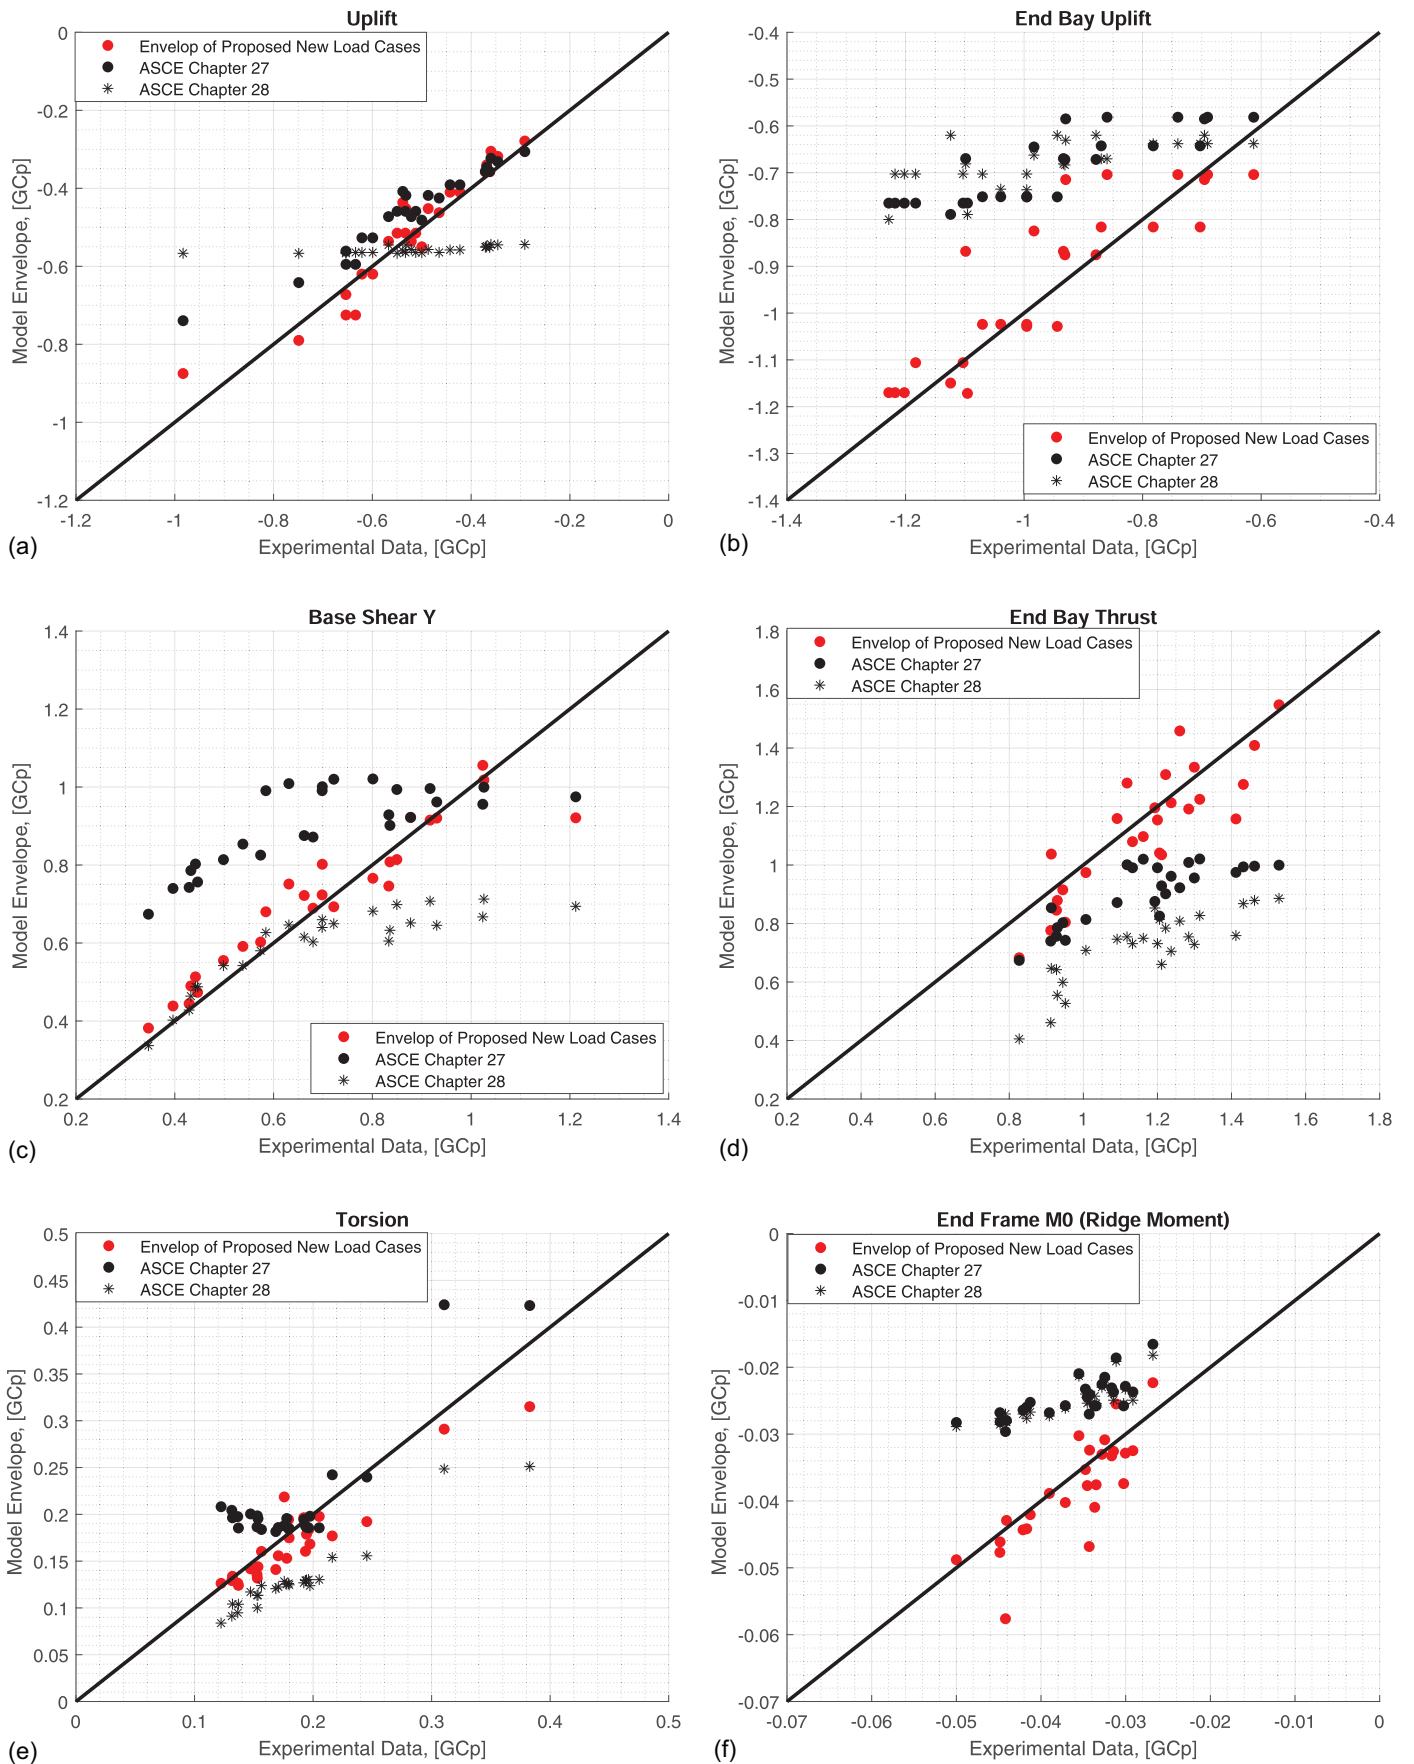 Uplift
Envelop of Proposed New Load Cases
ASCE Chapter 27
ASCE Chapter 28
0
-0.2
-0.4
-0.6
-0.8
-1
-1.2
Model Envelope, [GCp]
-1.2 -1 -0.8 -0.6 -0.4 -0.2 0
Experimental Data, [GCp]
(a)
End Bay Uplift
-0.4
-0.5
-0.6
-0.7
-0.8
-0.9
-1
-1.1
-1.2
-1.3
-1.4
Model Envelope, [GCp]
Envelop of Proposed New Load Cases
ASCE Chapter 27
ASCE Chapter 28
-1.4 -1.2 -1 -0.8 -0.6 -0.4
Experimental Data, [GCp]
(b)
Base Shear Y
1.4
1.2
1
0.8
0.6
0.4
0.2
Model Envelope, [GCp]
Envelop of Proposed New Load Cases
ASCE Chapter 27
ASCE Chapter 28
0.2 0.4 0.6 0.8 1 1.2 1.4
Experimental Data, [GCp]
(c)
End Bay Thrust
Envelop of Proposed New Load Cases
ASCE Chapter 27
ASCE Chapter 28
1.8
1.6
1.4
1.2
1
0.8
0.6
0.4
0.2
Model Envelope, [GCp]
0.2 0.4 0.6 0.8 1 1.2 1.4 1.6 1.8
Experimental Data, [GCp]
(d)
Torsion
Envelop of Proposed New Load Cases
ASCE Chapter 27
ASCE Chapter 28
0.5
0.45
0.4
0.35
0.3
0.25
0.2
0.15
0.1
0.05
0
Model Envelope, [GCp]
0 0.1 0.2 0.3 0.4 0.5
Experimental Data, [GCp]
(e)
End Frame M0 (Ridge Moment)
Envelop of Proposed New Load Cases
ASCE Chapter 27
ASCE Chapter 28
0
-0.01
-0.02
-0.03
-0.04
-0.05
-0.06
-0.07
Model Envelope, [GCp]
-0.07 -0.06 -0.05 -0.04 -0.03 -0.02 -0.01 0
Experimental Data, [GCp]
(f)